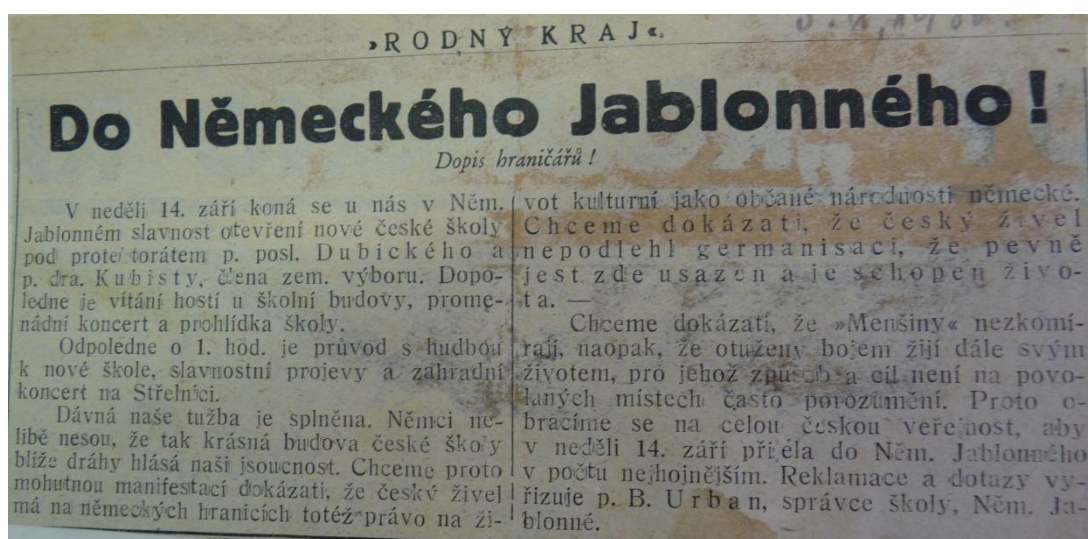 »RODNÝ KRAJ«.
Do Německého Jablonného!
Dopis hraničářů!
V neděli 14. září koná se u nás v Něm.
Jablonném slavnost otevření nové české školy
pod protektorátem p. posl. Dubického a
p. dra. Kubisty, člena zem. výboru. Dopo-
ledne je vítání hostí u školní budovy, prome-
nádní koncert a prohlídka školy.
Odpoledne o 1. hod. je průvod s hudbou
k nové škole, slavnostní projevy a zahradní
koncert na Střelnici.
Dávná naše tužba je splněna. Němci ne-
libě nesou, že tak krásná budova české školy
blíže dráhy hlásá naši jsoucnost. Chceme proto
mohutnou manifestací dokázati, že český živel
má na německých hranicích totéž právo na ži-
vot kulturní jako občané národnosti německé.
Chceme dokázati, že český živel
nepodlehl germanisaci, že pevně
jest zde usazen a je schopen živo-
ta. —
Chceme dokázati, že »Menšiny« nezkomí-
rají, naopak, že otuženy bojem žijí dále svým
životem, pro jehož způsob a cíl není na povo-
laných místech často porozumění. Proto o-
bracíme se na celou českou veřejnost, aby
v neděli 14. září přijela do Něm. Jablonného
v počtu nejhojnějším. Reklamace a dotazy vy-
řizuje p. B. Urban, správce školy, Něm. Ja-
blonné.